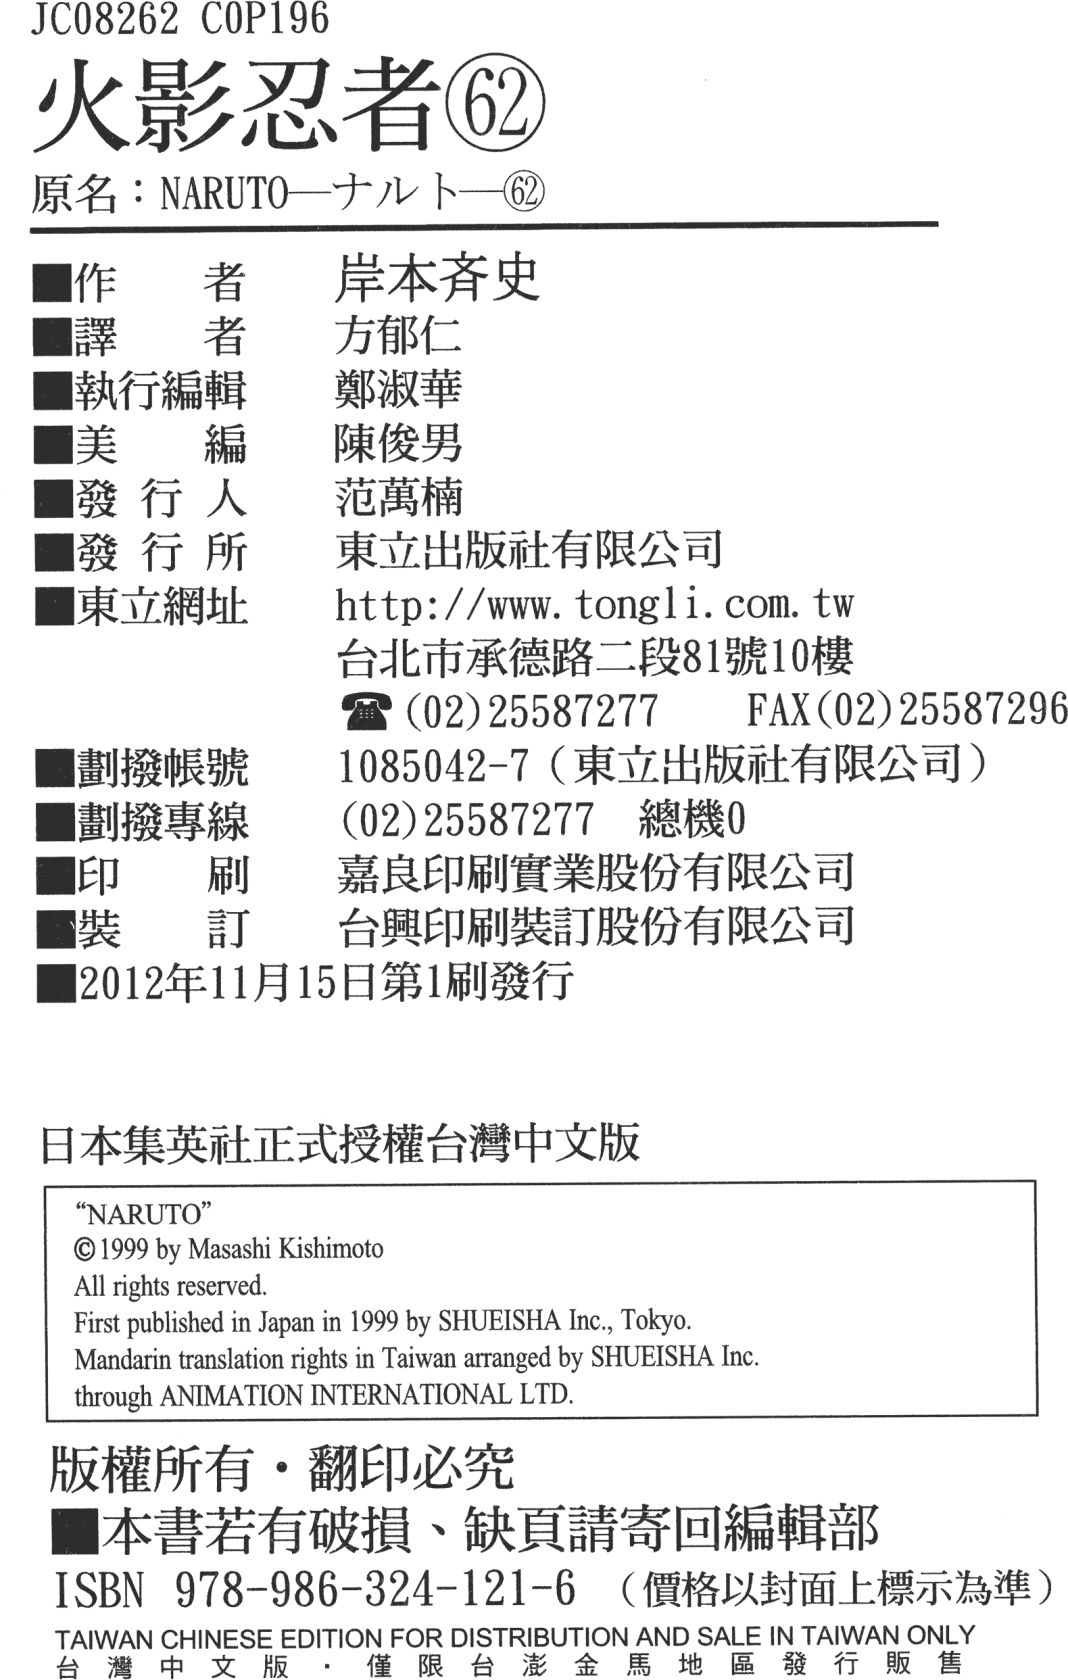 JC08262 C0P196
火影忍者㊷
原名：NARUTO—ナルト—62
■作　　者　　岸本斉史
■譯　　者　　方郁仁
■執行編輯　　鄭淑華
■美　　編　　陳俊男
■發 行 人　　范萬楠
■發 行 所　　東立出版社有限公司
■東立網址　　http://www.tongli.com.tw
台北市承德路二段81號10樓
☎(02)25587277　FAX(02)25587296
■劃撥帳號　　1085042-7（東立出版社有限公司）
■劃撥專線　　(02)25587277　總機0
■印　　刷　　嘉良印刷實業股份有限公司
■裝　　訂　　台興印刷裝訂股份有限公司
■2012年11月15日第1刷發行
日本集英社正式授權台灣中文版
“NARUTO”
©1999 by Masashi Kishimoto
All rights reserved.
First published in Japan in 1999 by SHUEISHA Inc., Tokyo.
Mandarin translation rights in Taiwan arranged by SHUEISHA Inc.
through ANIMATION INTERNATIONAL LTD.
版權所有・翻印必究
■本書若有破損、缺頁請寄回編輯部
ISBN 978-986-324-121-6（價格以封面上標示為準）
TAIWAN CHINESE EDITION FOR DISTRIBUTION AND SALE IN TAIWAN ONLY
台灣中文版・僅限台澎金馬地區發行販售